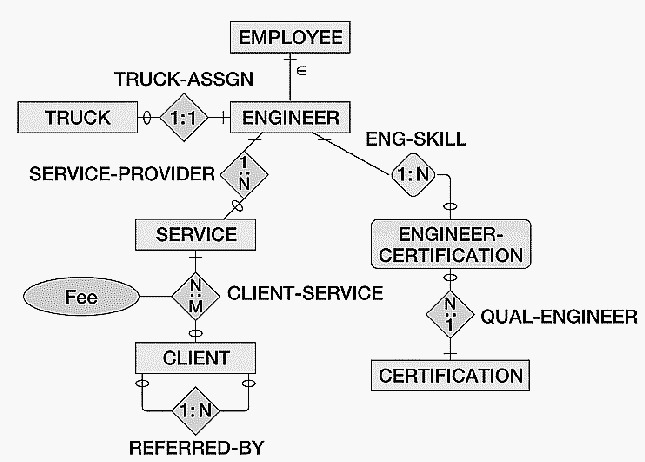 EMPLOYEE
∈
TRUCK-ASSGN
TRUCK
1:1
ENGINEER
ENG-SKILL
SERVICE-PROVIDER
1:N
1:N
SERVICE
ENGINEER-
CERTIFICATION
Fee
N:M
CLIENT-SERVICE
N:1
QUAL-ENGINEER
CLIENT
CERTIFICATION
1:N
REFERRED-BY